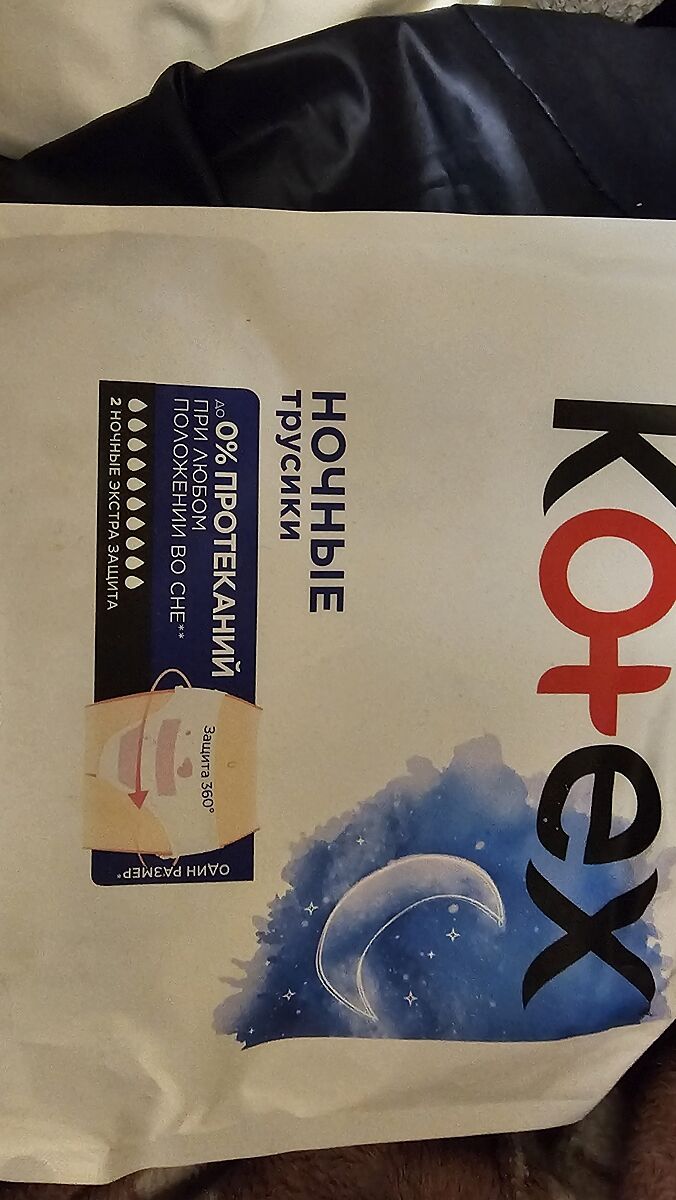 Kotex
НОЧНЫЕ
трусики
до 0% ПРОТЕКАНИЙ
ПРИ ЛЮБОМ
ПОЛОЖЕНИИ ВО СНЕ**
2 НОЧНЫЕ ЭКСТРА ЗАЩИТА
Защита 360°
ОДИН РАЗМЕР*